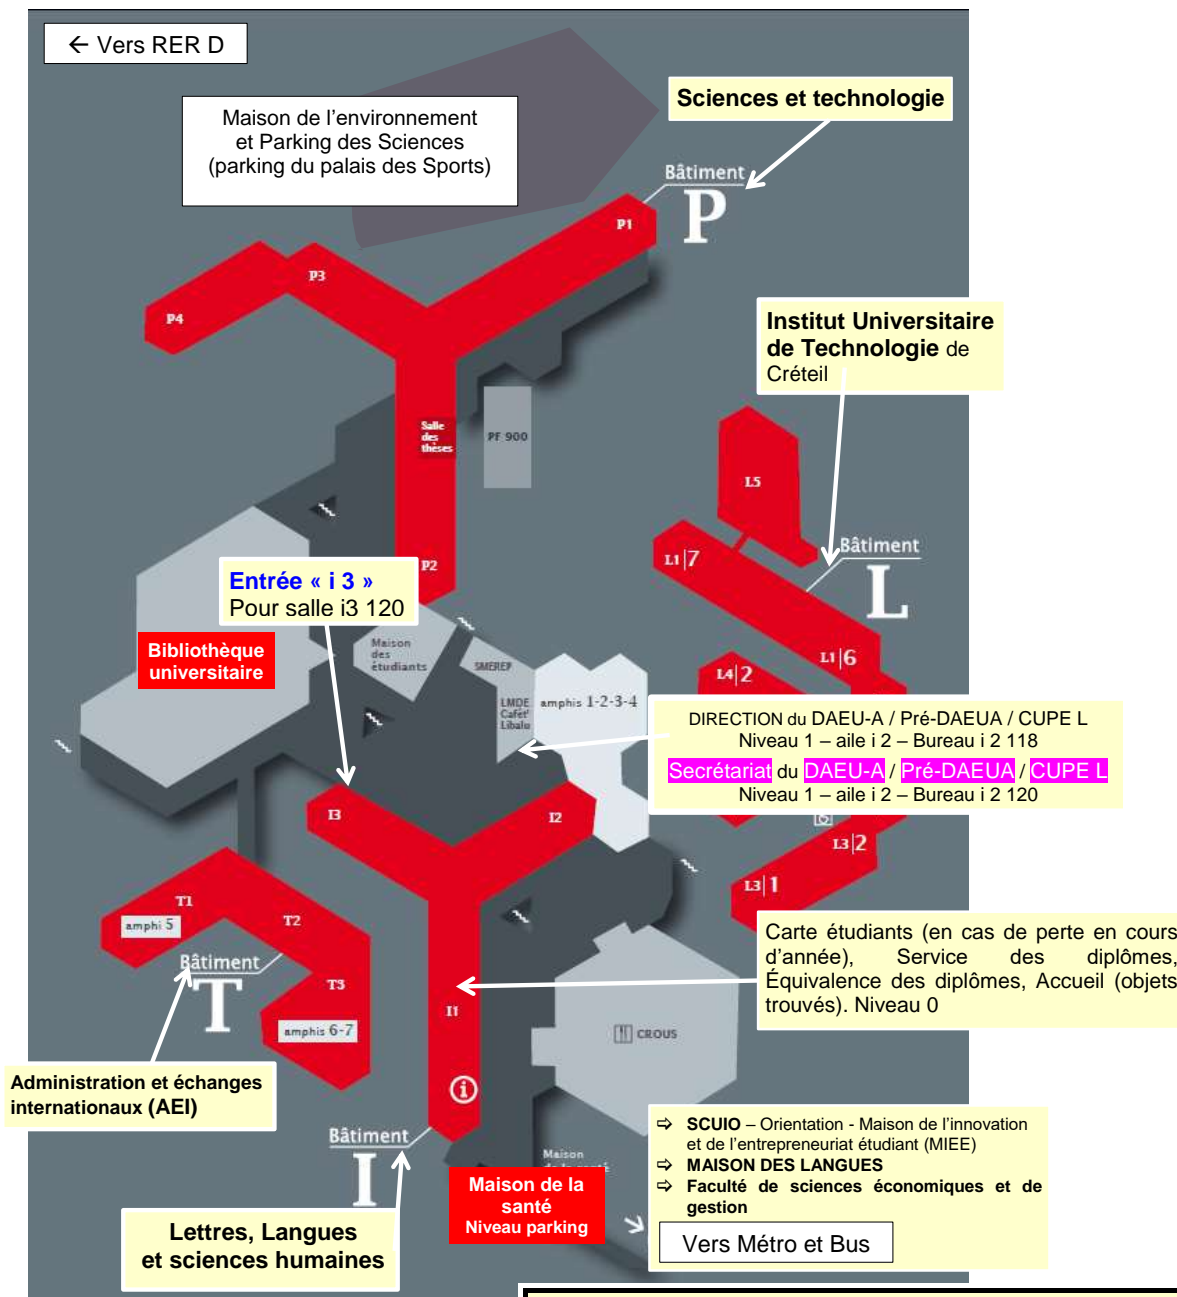 ← Vers RER D
Maison de l'environnement
et Parking des Sciences
(parking du palais des Sports)
Sciences et technologie
Bâtiment
P
P1
P3
P4
Institut Universitaire
de Technologie de
Créteil
Salle
des
thèses
PF 900
L5
L1|7
Bâtiment
L
P2
Entrée « i 3 »
Pour salle i3 120
Bibliothèque
universitaire
Maison
des
étudiants
SMEREP
L1|6
L4|2
LMDE
Cafét'
Libalu
amphis 1-2-3-4
DIRECTION du DAEU-A / Pré-DAEUA / CUPE L
Niveau 1 – aile i 2 – Bureau i 2 118
Secrétariat du DAEU-A / Pré-DAEUA / CUPE L
Niveau 1 – aile i 2 – Bureau i 2 120
I3
I2
L3|2
L3|1
T1
amphi 5
T2
Bâtiment
T
T3
amphis 6-7
Carte étudiants (en cas de perte en cours
d'année), Service des diplômes,
Équivalence des diplômes, Accueil (objets
trouvés). Niveau 0
I1
CROUS
Administration et échanges
internationaux (AEI)
i
Bâtiment
I
Maison
Maison de la
santé
Niveau parking
⇨ SCUIO – Orientation - Maison de l'innovation
et de l'entrepreneuriat étudiant (MIEE)
⇨ MAISON DES LANGUES
⇨ Faculté de sciences économiques et de
gestion
Vers Métro et Bus
Lettres, Langues
et sciences humaines